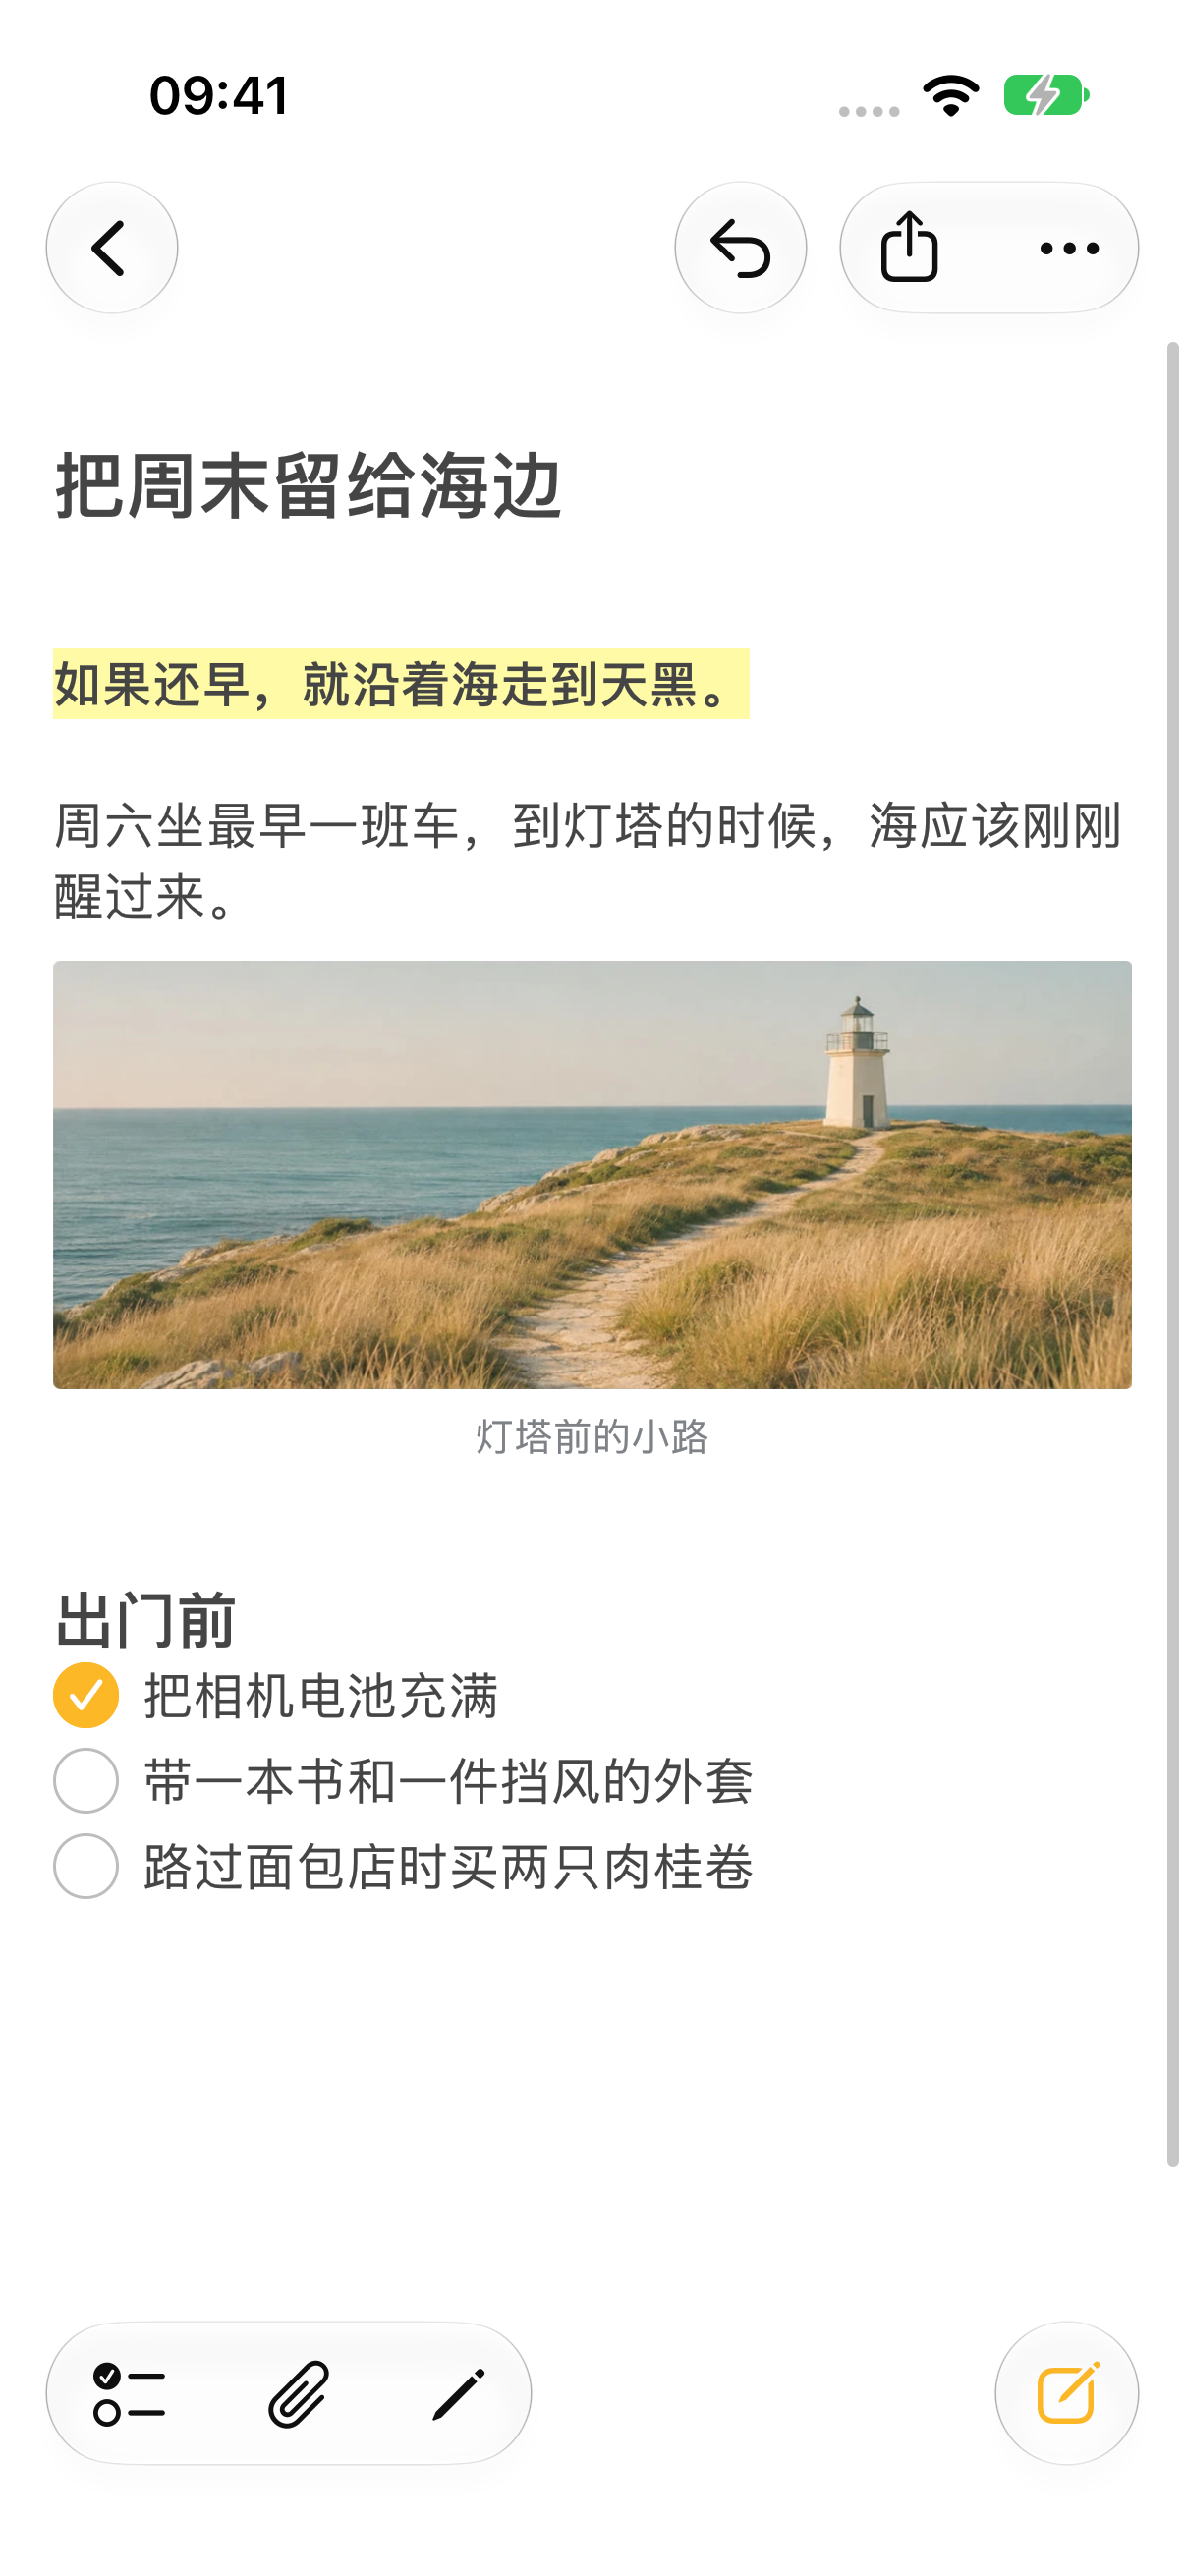 09:41
把周末留给海边
如果还早，就沿着海走到天黑。
周六坐最早一班车，到灯塔的时候，海应该刚刚
醒过来。
灯塔前的小路
出门前
把相机电池充满
带一本书和一件挡风的外套
路过面包店时买两只肉桂卷